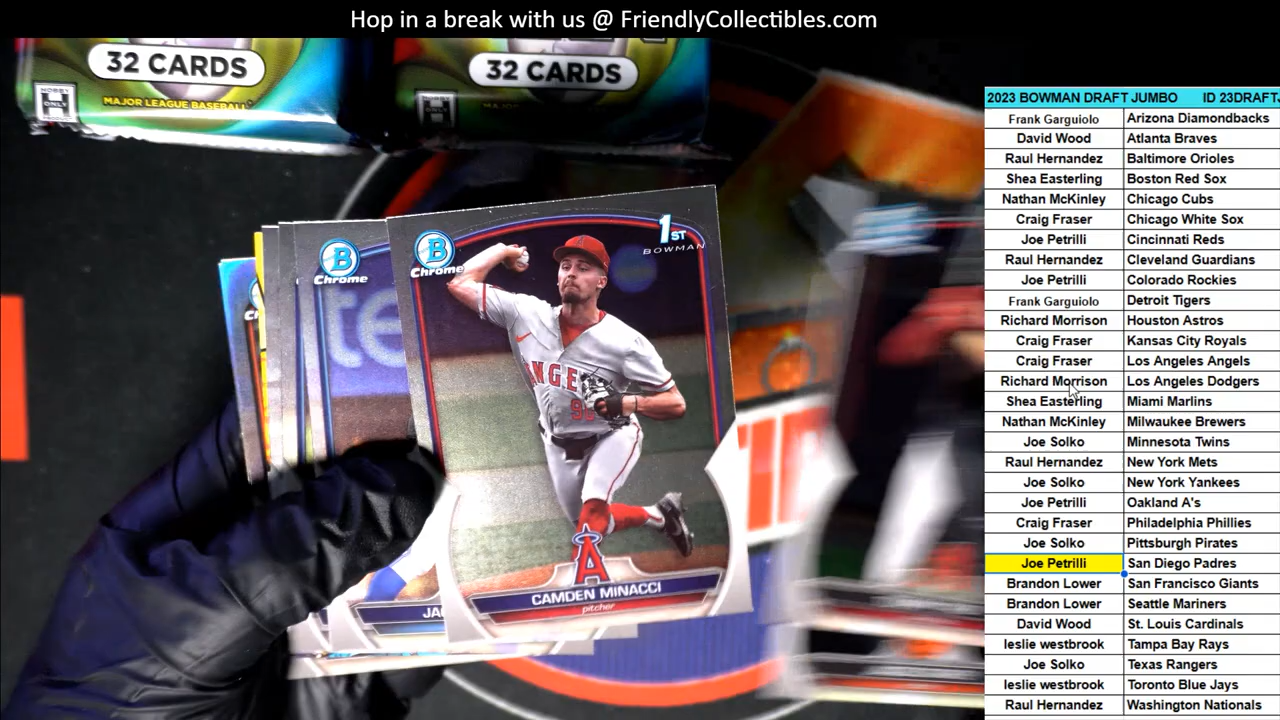 Hop in a break with us @ FriendlyCollectibles.com
32 CARDS
MAJOR LEAGUE BASEBALL
HOBBY
ONLY
32 CARDS
HOBBY
ONLY
B
Chrome
B
Chrome
1ST
BOWMAN
ANGE
CAMDEN MINACCI
pitcher
JA
2023 BOWMAN DRAFT JUMBO ID 23DRAFT
Frank Garguiolo Arizona Diamondbacks
David Wood Atlanta Braves
Raul Hernandez Baltimore Orioles
Shea Easterling Boston Red Sox
Nathan McKinley Chicago Cubs
Craig Fraser Chicago White Sox
Joe Petrilli Cincinnati Reds
Raul Hernandez Cleveland Guardians
Joe Petrilli Colorado Rockies
Frank Garguiolo Detroit Tigers
Richard Morrison Houston Astros
Craig Fraser Kansas City Royals
Craig Fraser Los Angeles Angels
Richard Morrison Los Angeles Dodgers
Shea Easterling Miami Marlins
Nathan McKinley Milwaukee Brewers
Joe Solko Minnesota Twins
Raul Hernandez New York Mets
Joe Solko New York Yankees
Joe Petrilli Oakland A's
Craig Fraser Philadelphia Phillies
Joe Solko Pittsburgh Pirates
Joe Petrilli San Diego Padres
Brandon Lower San Francisco Giants
Brandon Lower Seattle Mariners
David Wood St. Louis Cardinals
leslie westbrook Tampa Bay Rays
Joe Solko Texas Rangers
leslie westbrook Toronto Blue Jays
Raul Hernandez Washington Nationals